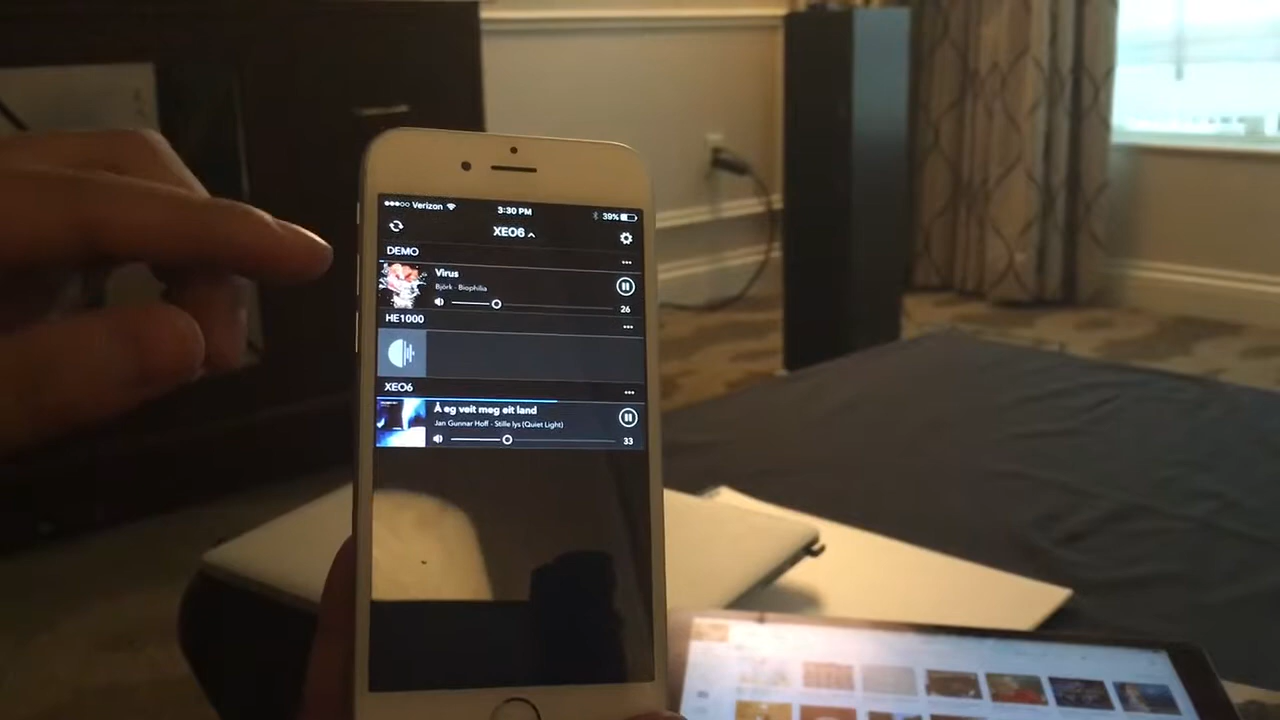 Verizon 3:30 PM 39%
XEO6
DEMO
Virus
Björk - Biophilia
26
HE1000
XEO6
Å eg veit meg eit land
Jan Gunnar Hoff - Stille lys (Quiet Light)
33